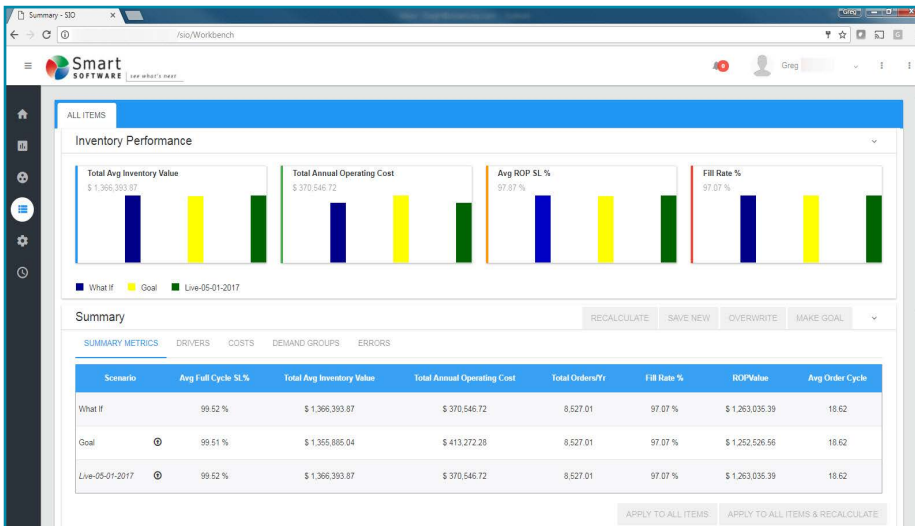 Summary - SIO
Greg
/sio/Workbench
Smart
SOFTWARE see what's next
0
Greg
ALL ITEMS
Inventory Performance
Total Avg Inventory Value
$ 1,366,393.87
Total Annual Operating Cost
$ 370,546.72
Avg ROP SL %
97.87 %
Fill Rate %
97.07 %
What If Goal Live-05-01-2017
Summary RECALCULATE SAVE NEW OVERWRITE MAKE GOAL
SUMMARY METRICS DRIVERS COSTS DEMAND GROUPS ERRORS
Scenario Avg Full Cycle SL% Total Avg Inventory Value Total Annual Operating Cost Total Orders/Yr Fill Rate % ROPValue Avg Order Cycle
What If 99.52 % $ 1,366,393.87 $ 370,546.72 8,527.01 97.07 % $ 1,263,035.39 18.62
Goal 99.51 % $ 1,355,885.04 $ 413,272.28 8,527.01 97.07 % $ 1,252,526.56 18.62
Live-05-01-2017 99.52 % $ 1,366,393.87 $ 370,546.72 8,527.01 97.07 % $ 1,263,035.39 18.62
APPLY TO ALL ITEMS APPLY TO ALL ITEMS & RECALCULATE